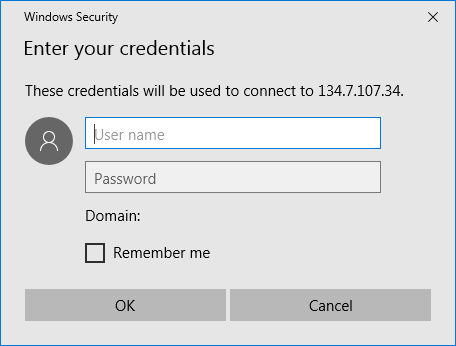 Windows Security
Enter your credentials
These credentials will be used to connect to 134.7.107.34.
User name
Password
Domain:
Remember me
OK
Cancel